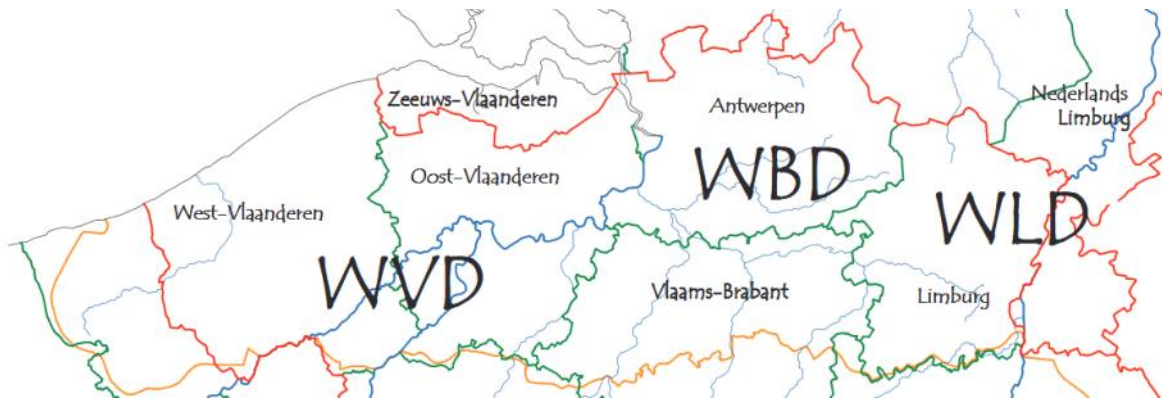 Zeeuws-Vlaanderen
Antwerpen
Nederlands
Limburg
Oost-Vlaanderen
WBD
West-Vlaanderen
WLD
WVD
Vlaams-Brabant
Limburg